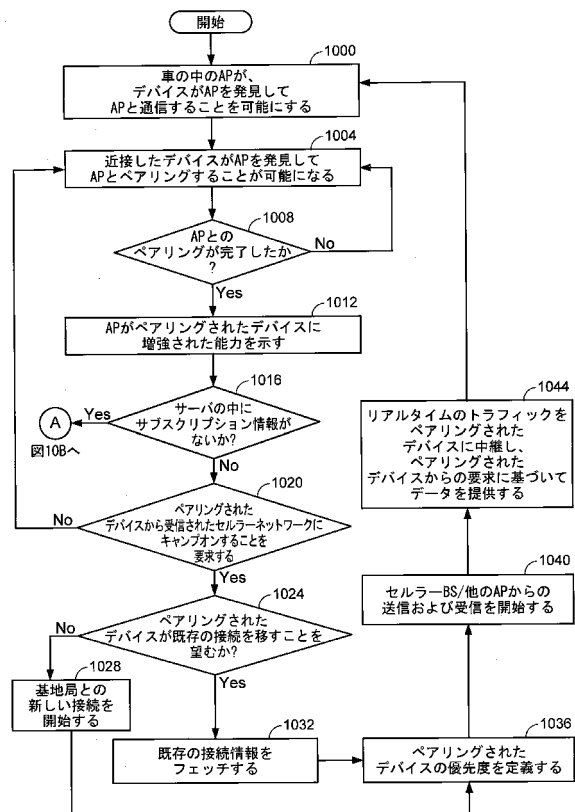 開始
1000
車の中のAPが、
デバイスがAPを発見して
APと通信することを可能にする
1004
近接したデバイスがAPを発見して
APとペアリングすることが可能になる
1008
APとの
ペアリングが完了したか
?
No
Yes
1012
APがペアリングされたデバイスに
増強された能力を示す
1016
サーバの中に
サブスクリプション情報が
ないか?
Yes
A
図10Bへ
No
1020
ペアリングされた
デバイスから受信されたセルラーネットワークに
キャンプオンすることを
要求する
No
Yes
1024
ペアリングされた
デバイスが既存の接続を移すことを
望むか?
No
Yes
1028
基地局との
新しい接続を
開始する
1032
既存の接続情報を
フェッチする
1036
ペアリングされた
デバイスの優先度を定義する
1040
セルラーBS/他のAPからの
送信および受信を開始する
1044
リアルタイムのトラフィックを
ペアリングされた
デバイスに中継し、
ペアリングされた
デバイスからの要求に基づいて
データを提供する